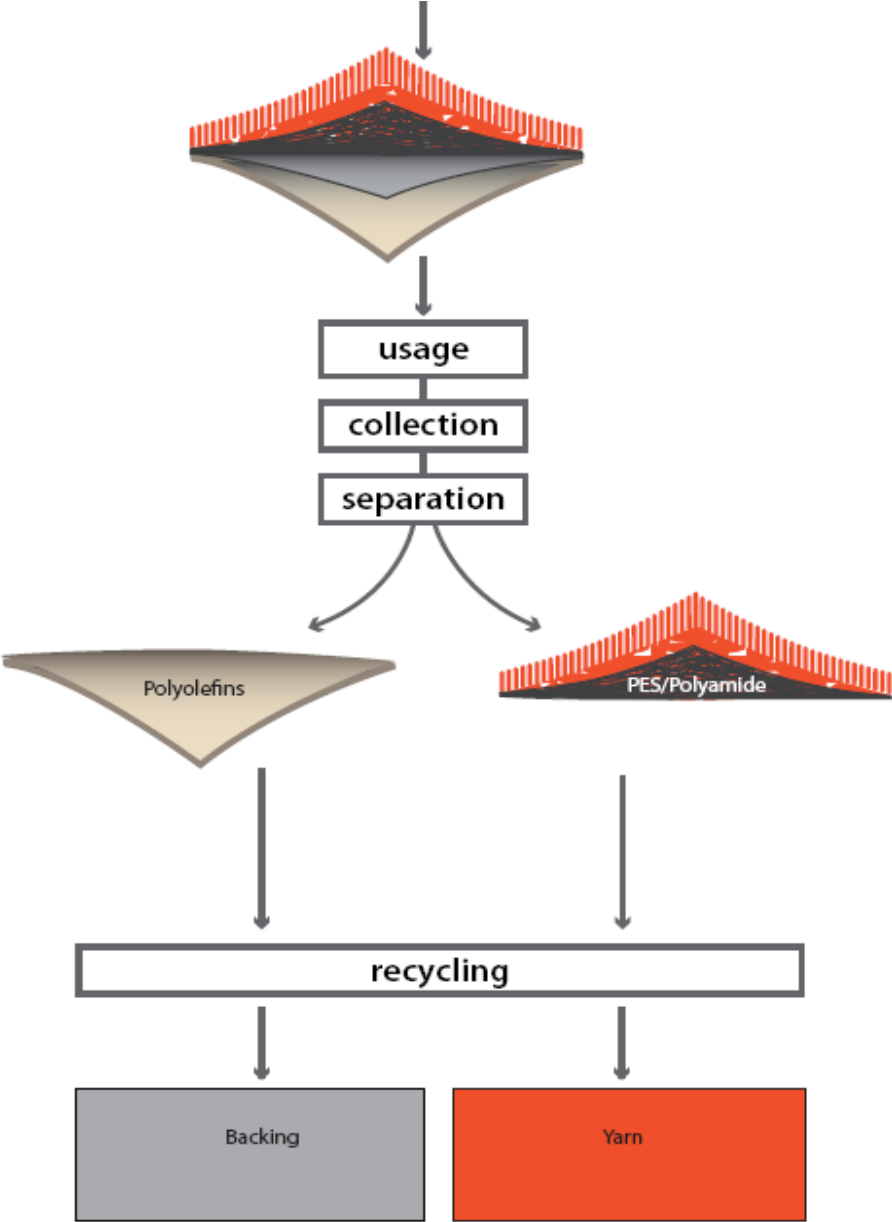 usage
collection
separation
Polyolefins
PES/Polyamide
recycling
Backing
Yarn